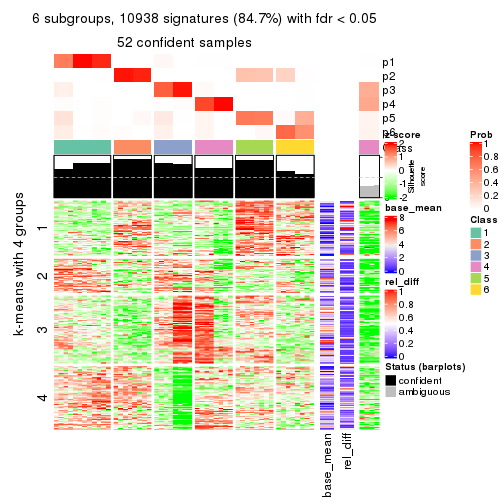 6 subgroups, 10938 signatures (84.7%) with fdr < 0.05
52 confident samples
p1
p2
p3
p4
p5
p6
z-score
2
1
0
-1
-2
Silhouette
score
Prob
1
0.8
0.6
0.4
0.2
0
Class
1
2
3
4
5
6
base_mean
8
6
4
2
0
rel_diff
1
0.8
0.6
0.4
0.2
0
Status (barplots)
confident
ambiguous
k-means with 4 groups
1
2
3
4
base_mean
rel_diff